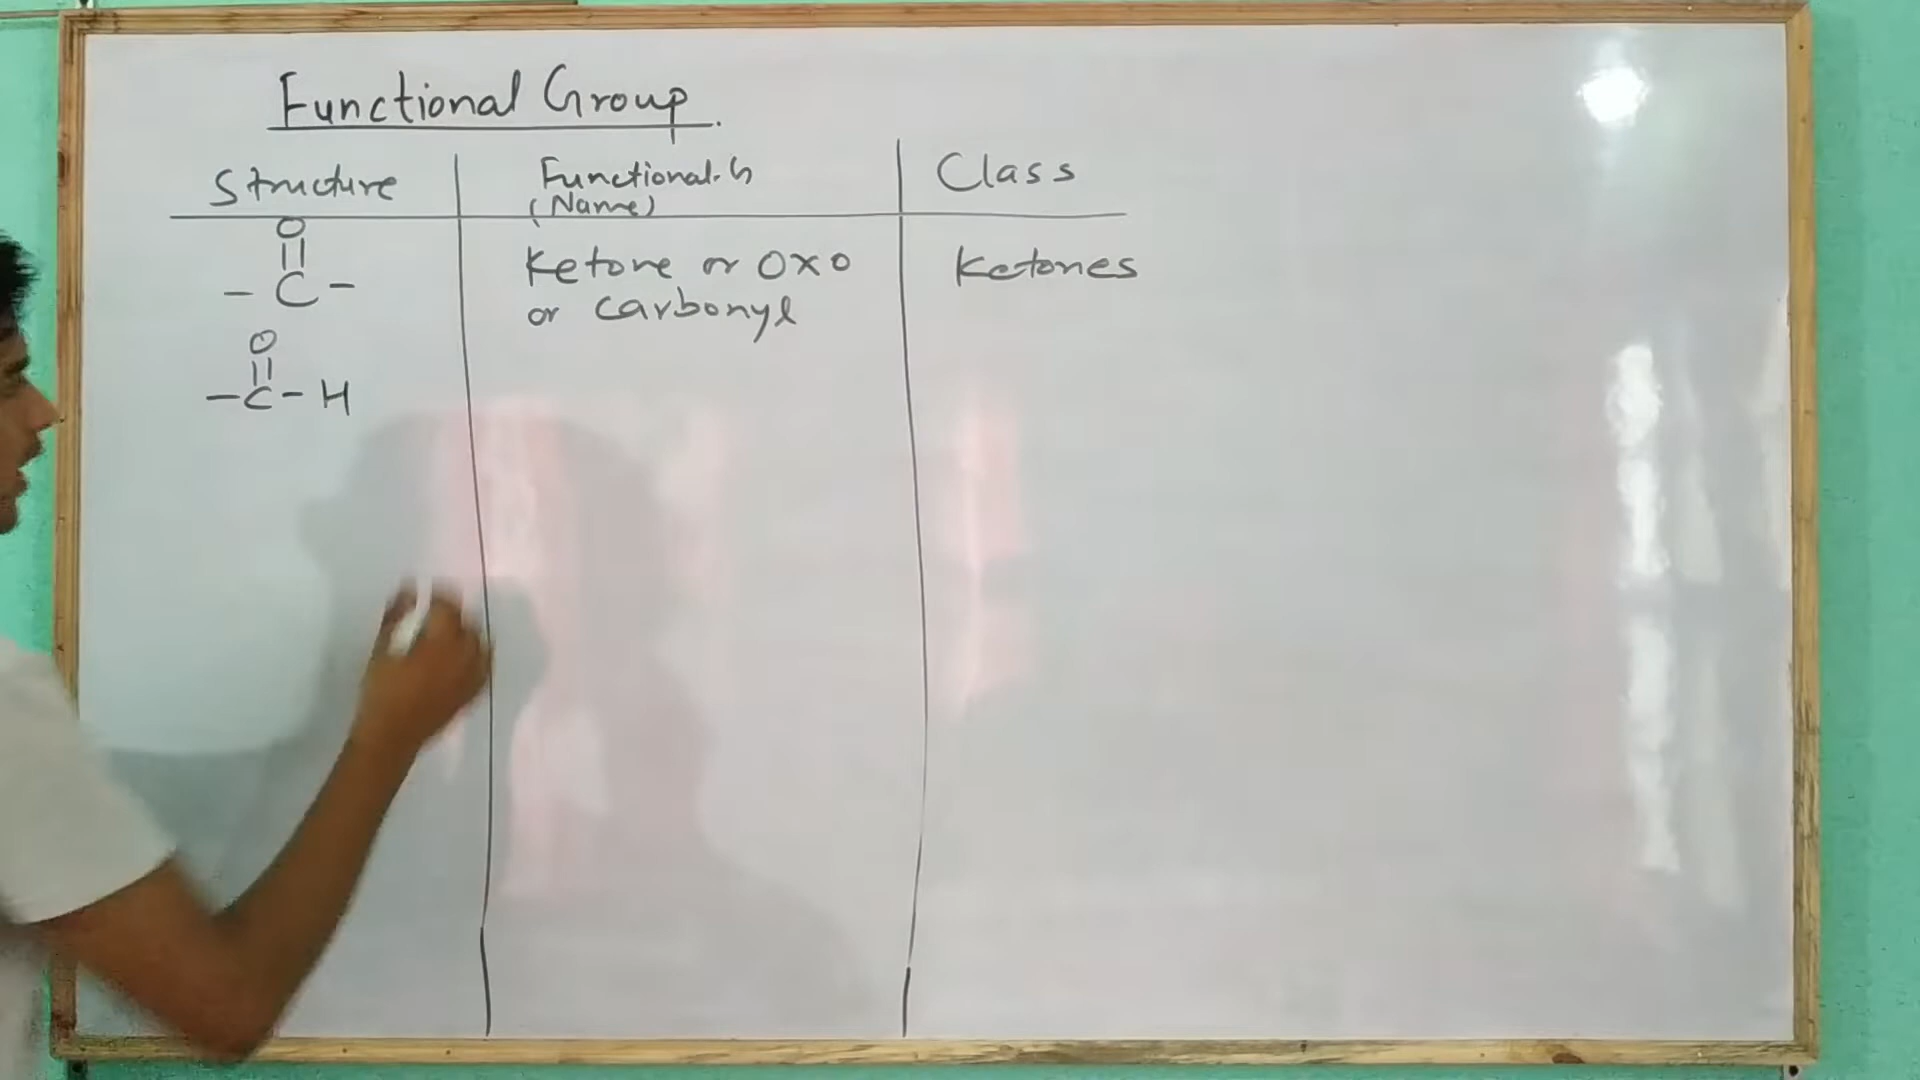 Functional Group.
Structure
Functional.G
(Name)
Class
O
||
- C -
Ketone or oxo
or carbonyl
Ketones
O
||
- C - H